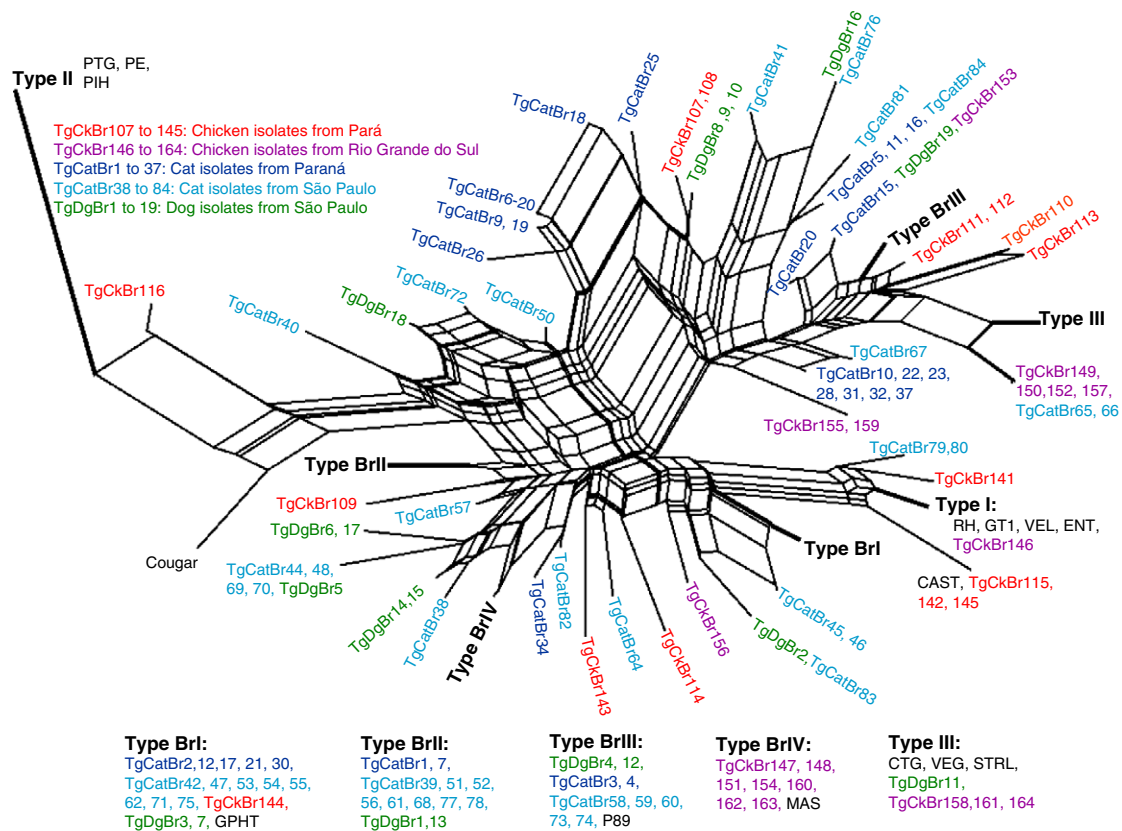 Type II PTG, PE,
PIH
TgCkBr107 to 145: Chicken isolates from Pará
TgCkBr146 to 164: Chicken isolates from Rio Grande do Sul
TgCatBr1 to 37: Cat isolates from Paraná
TgCatBr38 to 84: Cat isolates from São Paulo
TgDgBr1 to 19: Dog isolates from São Paulo
TgCatBr18
TgCatBr25
TgCkBr107,108
TgDgBr8 ,9, 10
TgCatBr41
TgDgBr16
TgCatBr76
TgCatBr81
TgCatBr5, 11, 16, TgCatBr84
TgCatBr15, TgDgBr19,TgCkBr153
TgCatBr20
Type BrIII
TgCkBr111, 112
TgCkBr110
TgCkBr113
Type III
TgCkBr149,
150,152, 157,
TgCatBr65, 66
TgCatBr67
TgCatBr10, 22, 23,
28, 31, 32, 37
TgCkBr155, 159
TgCatBr6-20
TgCatBr9, 19
TgCatBr26
TgCatBr72
TgCatBr50
TgDgBr18
TgCatBr40
TgCkBr116
Cougar
Type BrII
TgCkBr109
TgCatBr57
TgDgBr6, 17
TgCatBr44, 48,
69, 70, TgDgBr5
TgDgBr14,15
TgCatBr38
Type BrIV
TgCatBr34
TgCatBr82
TgCkBr143
TgCatBr64
TgCkBr114
TgCkBr156
TgDgBr2,TgCatBr83
TgCatBr45, 46
Type BrI
TgCatBr79,80
TgCkBr141
Type I:
RH, GT1, VEL, ENT,
TgCkBr146
CAST, TgCkBr115,
142, 145
Type BrI:
TgCatBr2,12,17, 21, 30,
TgCatBr42, 47, 53, 54, 55,
62, 71, 75, TgCkBr144,
TgDgBr3, 7, GPHT
Type BrII:
TgCatBr1, 7,
TgCatBr39, 51, 52,
56, 61, 68, 77, 78,
TgDgBr1,13
Type BrIII:
TgDgBr4, 12,
TgCatBr3, 4,
TgCatBr58, 59, 60,
73, 74, P89
Type BrIV:
TgCkBr147, 148,
151, 154, 160,
162, 163, MAS
Type III:
CTG, VEG, STRL,
TgDgBr11,
TgCkBr158,161, 164